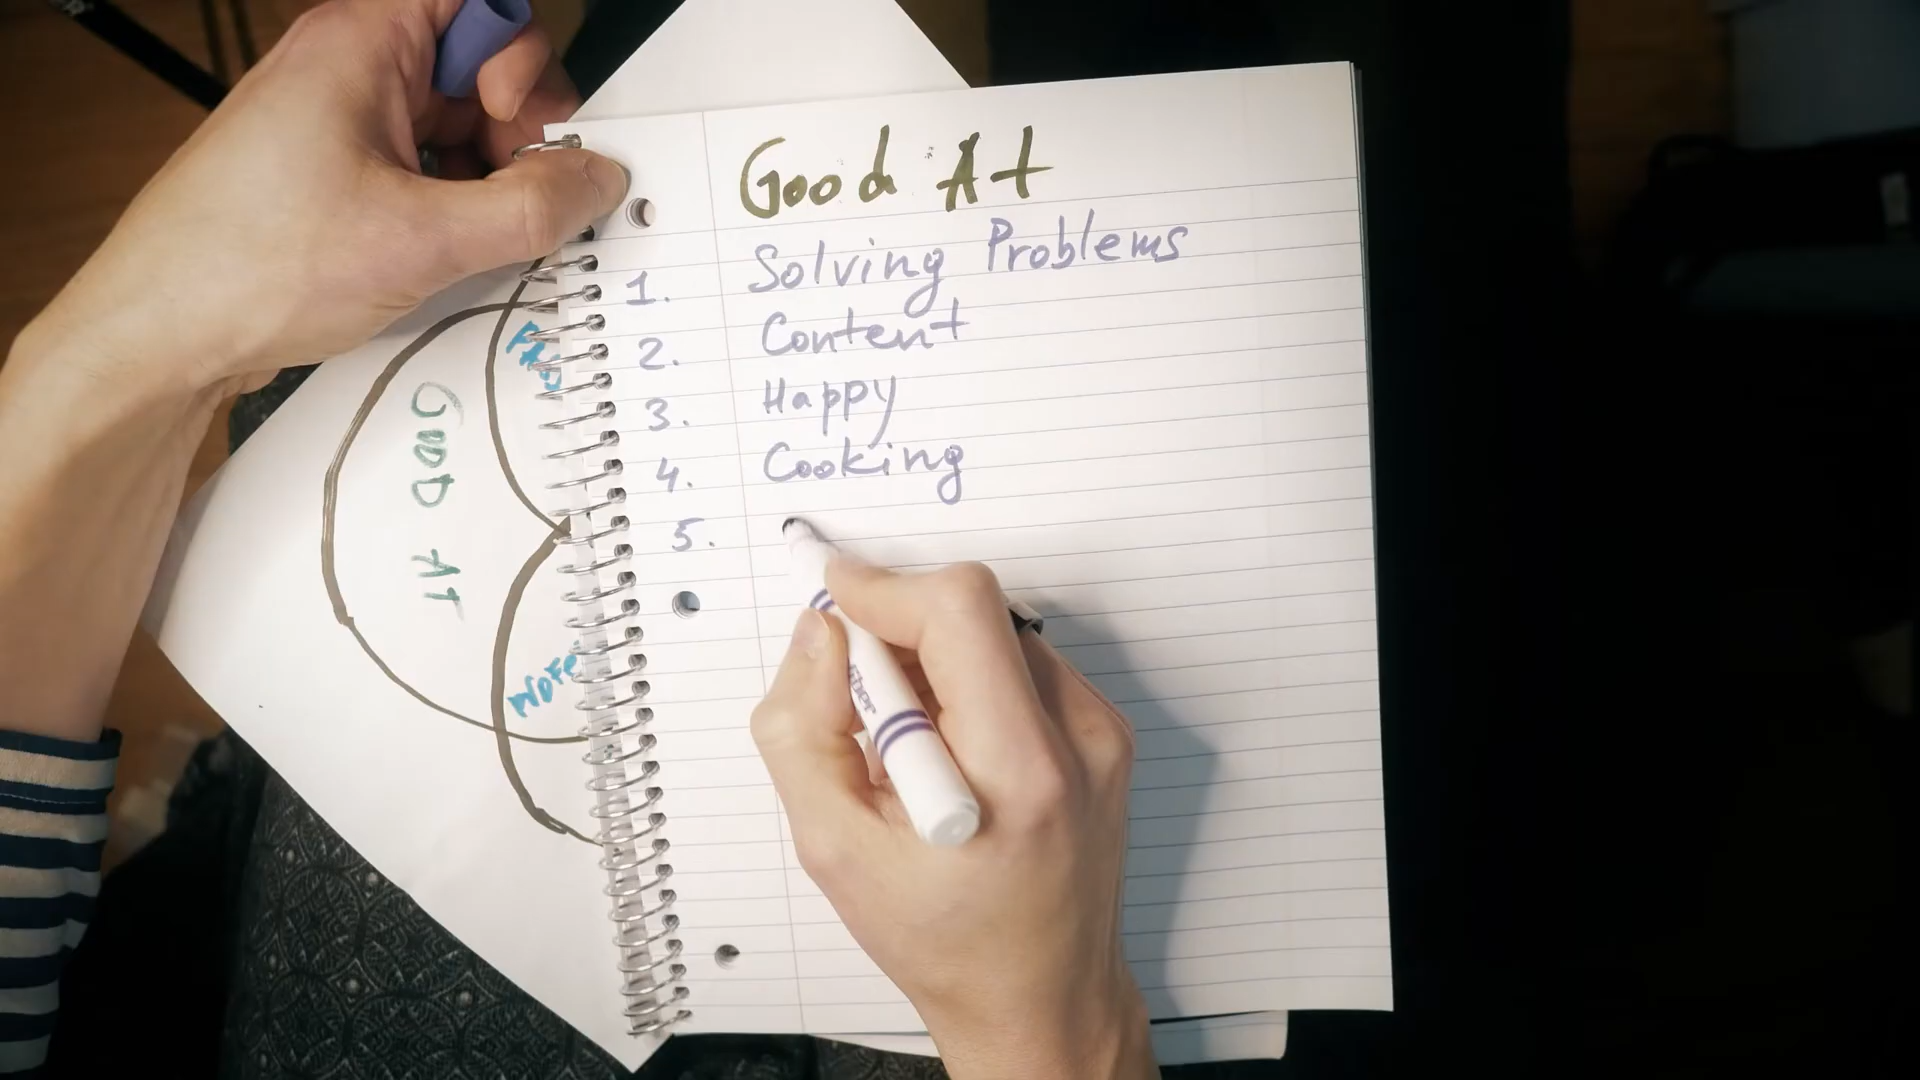 Good At
1. Solving Problems
2. Content
3. Happy
4. Cooking
5.
GOOD AT